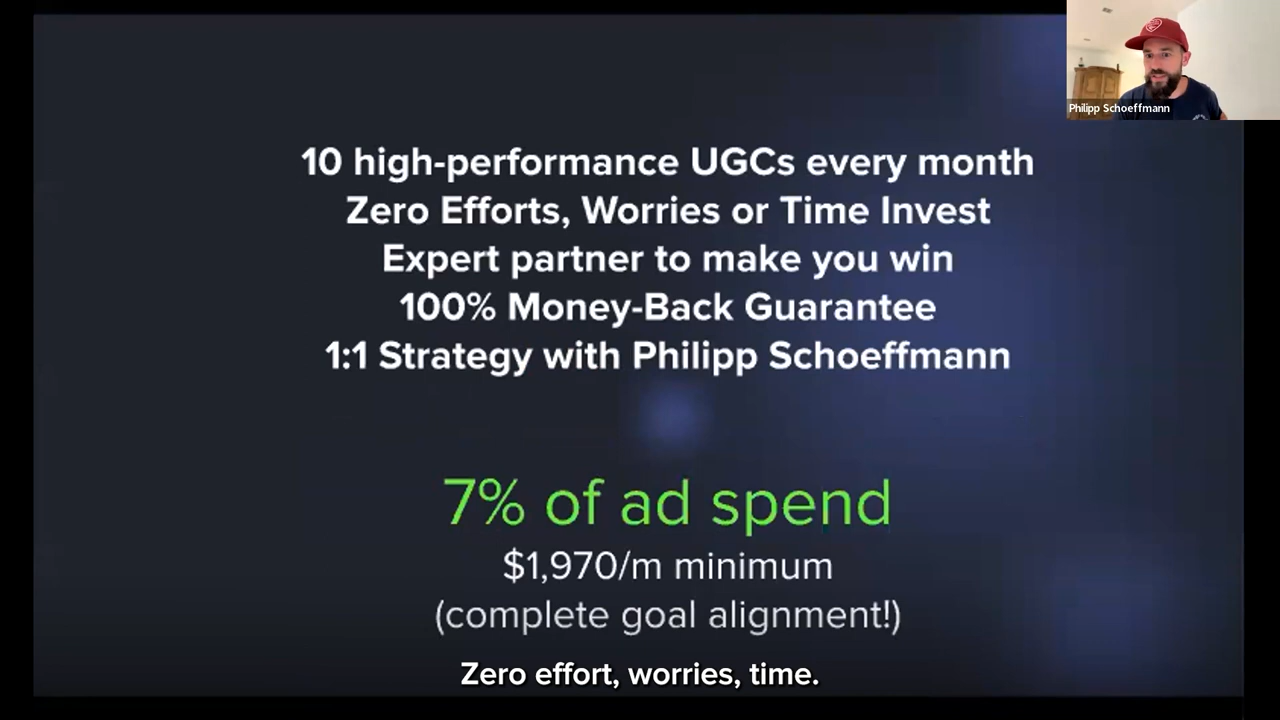 Philipp Schoeffmann
10 high-performance UGCs every month
Zero Efforts, Worries or Time Invest
Expert partner to make you win
100% Money-Back Guarantee
1:1 Strategy with Philipp Schoeffmann
7% of ad spend
$1,970/m minimum
(complete goal alignment!)
Zero effort, worries, time.